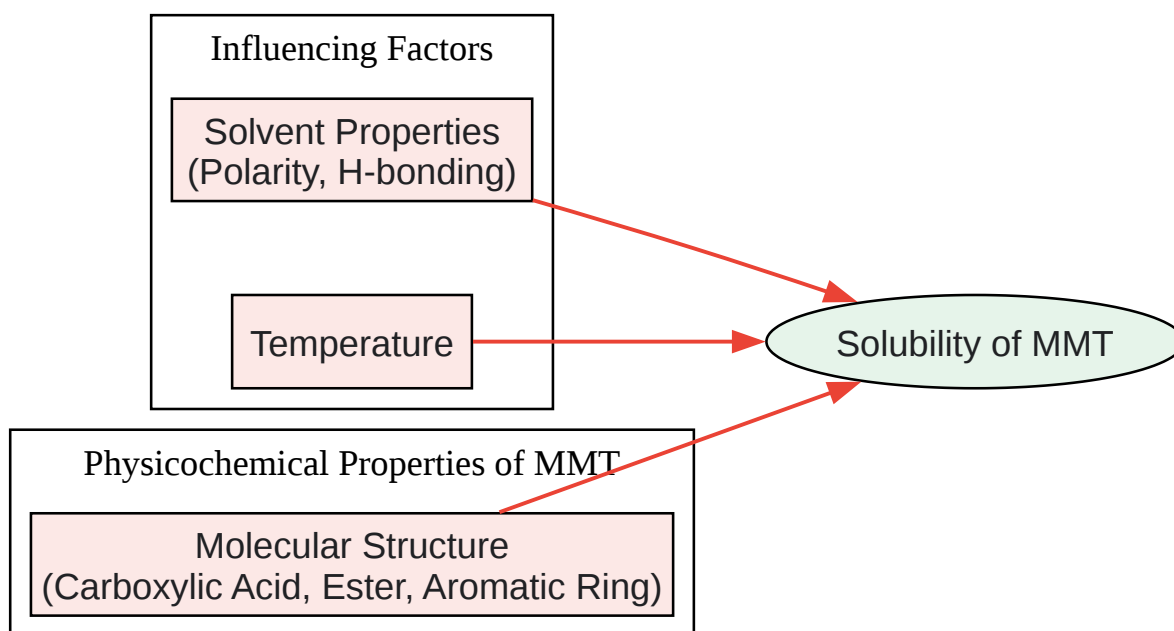 Influencing Factors
Solvent Properties
(Polarity, H-bonding)
Temperature
Solubility of MMT
Physicochemical Properties of MMT
Molecular Structure
(Carboxylic Acid, Ester, Aromatic Ring)